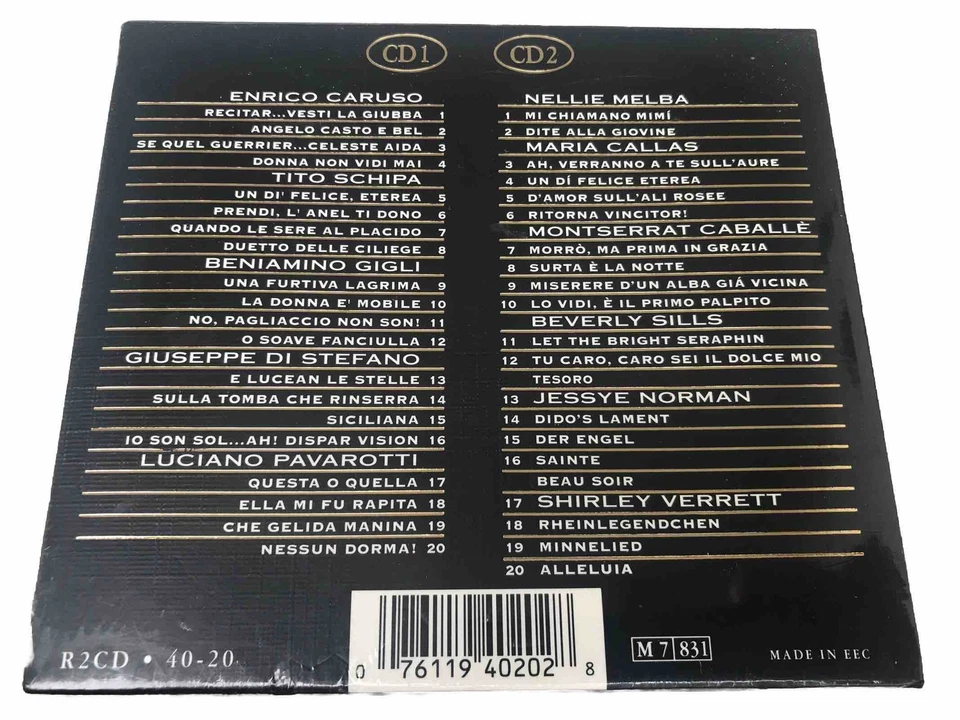 CD 1
ENRICO CARUSO
RECITAR...VESTI LA GIUBBA 1
ANGELO CASTO E BEL 2
SE QUEL GUERRIER...CELESTE AIDA 3
DONNA NON VIDI MAI 4
TITO SCHIPA
UN DI' FELICE, ETEREA 5
PRENDI, L' ANEL TI DONO 6
QUANDO LE SERE AL PLACIDO 7
DUETTO DELLE CILIEGE 8
BENIAMINO GIGLI
UNA FURTIVA LAGRIMA 9
LA DONNA E' MOBILE 10
NO, PAGLIACCIO NON SON! 11
O SOAVE FANCIULLA 12
GIUSEPPE DI STEFANO
E LUCEAN LE STELLE 13
SULLA TOMBA CHE RINSERRA 14
SICILIANA 15
IO SON SOL...AH! DISPAR VISION 16
LUCIANO PAVAROTTI
QUESTA O QUELLA 17
ELLA MI FU RAPITA 18
CHE GELIDA MANINA 19
NESSUN DORMA! 20
CD 2
NELLIE MELBA
1 MI CHIAMANO MIMÍ
2 DITE ALLA GIOVINE
MARIA CALLAS
3 AH, VERRANNO A TE SULL'AURE
4 UN DÍ FELICE ETEREA
5 D'AMOR SULL'ALI ROSEE
6 RITORNA VINCITOR!
MONTSERRAT CABALLÈ
7 MORRÒ, MA PRIMA IN GRAZIA
8 SURTA È LA NOTTE
9 MISERERE D'UN ALBA GIÁ VICINA
10 LO VIDI, È IL PRIMO PALPITO
BEVERLY SILLS
11 LET THE BRIGHT SERAPHIN
12 TU CARO, CARO SEI IL DOLCE MIO
TESORO
13 JESSYE NORMAN
14 DIDO'S LAMENT
15 DER ENGEL
16 SAINTE
BEAU SOIR
17 SHIRLEY VERRETT
18 RHEINLEGENDCHEN
19 MINNELIED
20 ALLELUIA
R2CD • 40-20
0 76119 40202 8
M 7 831
MADE IN EEC